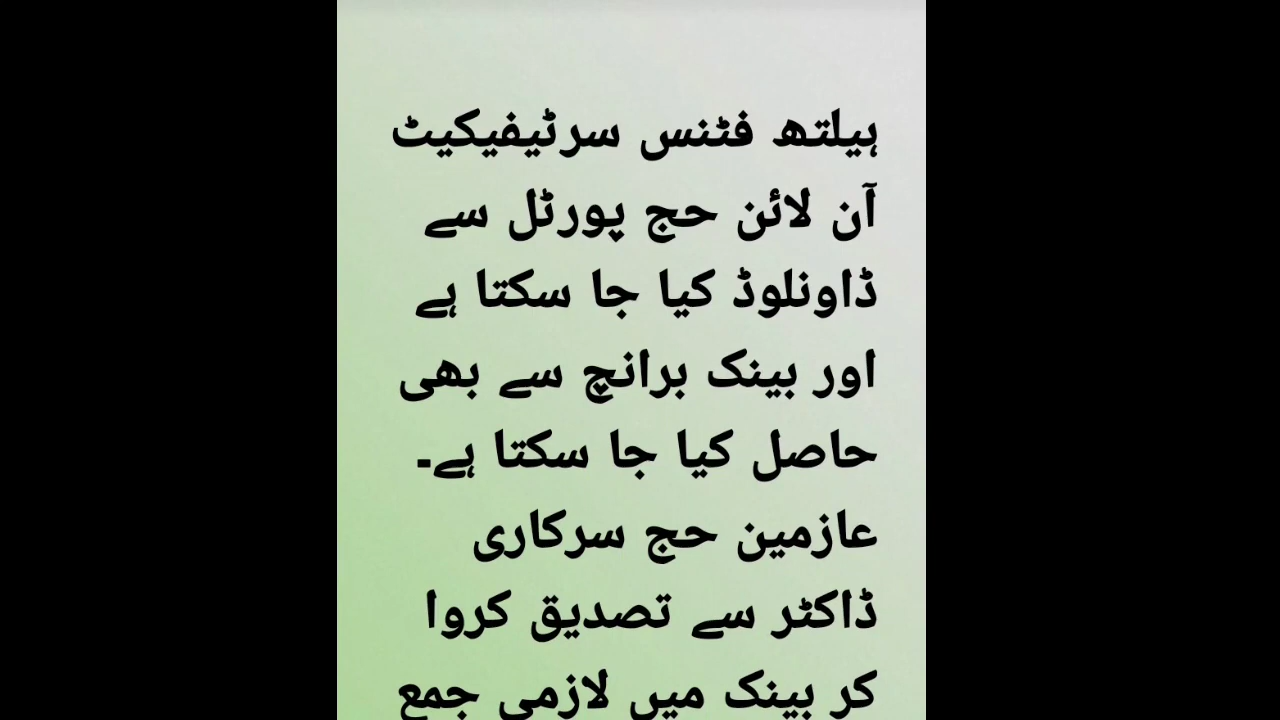 ہیلتھ فٹنس سرٹیفیکیٹ
آن لائن حج پورٹل سے
ڈاونلوڈ کیا جا سکتا ہے
اور بینک برانچ سے بھی
حاصل کیا جا سکتا ہے۔
عازمین حج سرکاری
ڈاکٹر سے تصدیق کروا
کر بینک میں لازمی جمع